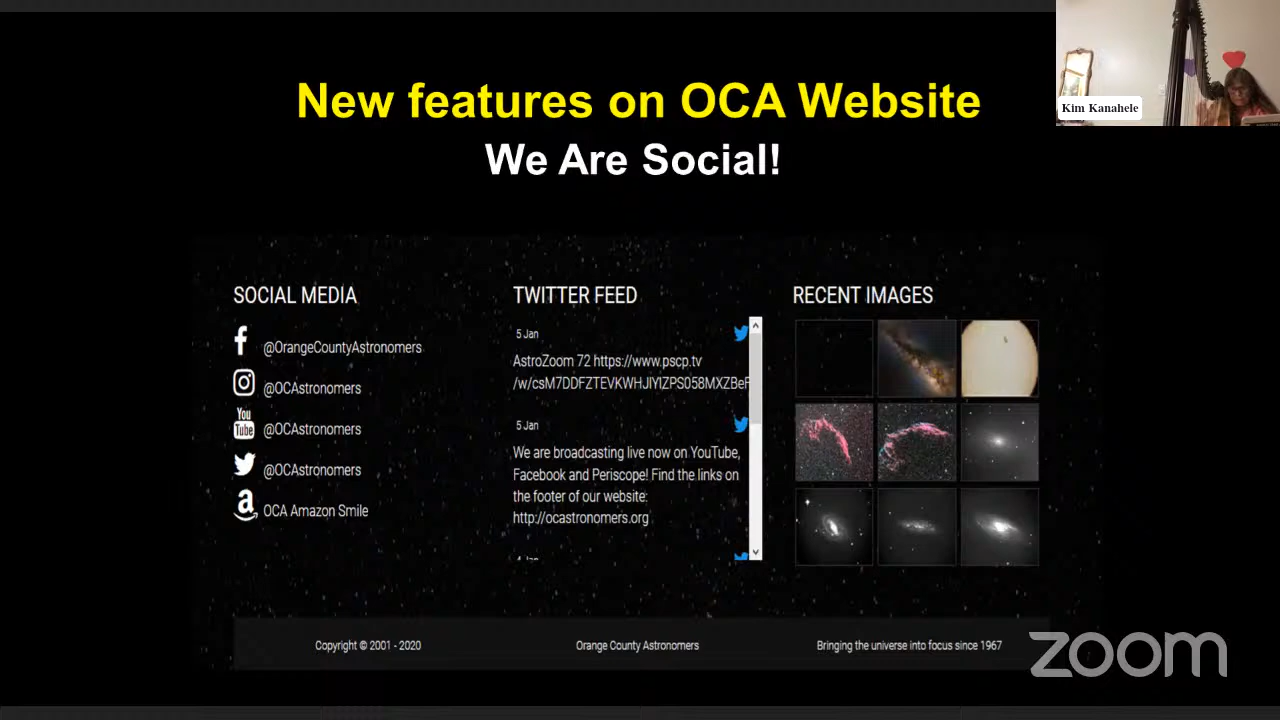 New features on OCA Website
We Are Social!
Kim Kanahele
SOCIAL MEDIA
@OrangeCountyAstronomers
@OCAstronomers
You
Tube
@OCAstronomers
@OCAstronomers
OCA Amazon Smile
TWITTER FEED
5 Jan
AstroZoom 72 https://www.pscp.tv
5 Jan
We are broadcasting live now on YouTube,
Facebook and Periscope! Find the links on
the footer of our website:
http://ocastronomers.org
RECENT IMAGES
Copyright © 2001 - 2020
Orange County Astronomers
Bringing the universe into focus since 1967
zoom